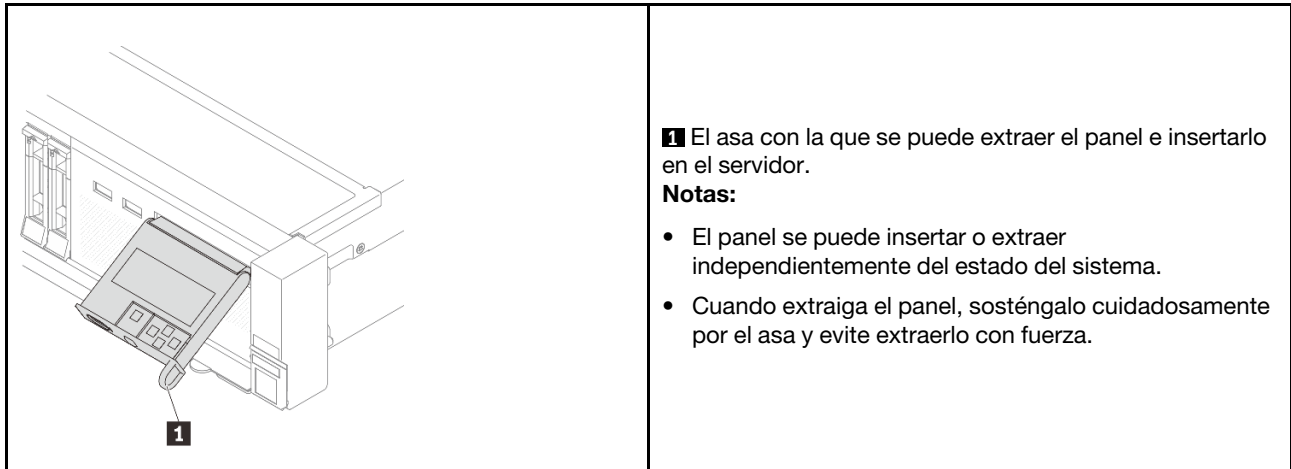 1
1 El asa con la que se puede extraer el panel e insertarlo
en el servidor.
Notas:
• El panel se puede insertar o extraer
independientemente del estado del sistema.
• Cuando extraiga el panel, sosténgalo cuidadosamente
por el asa y evite extraerlo con fuerza.